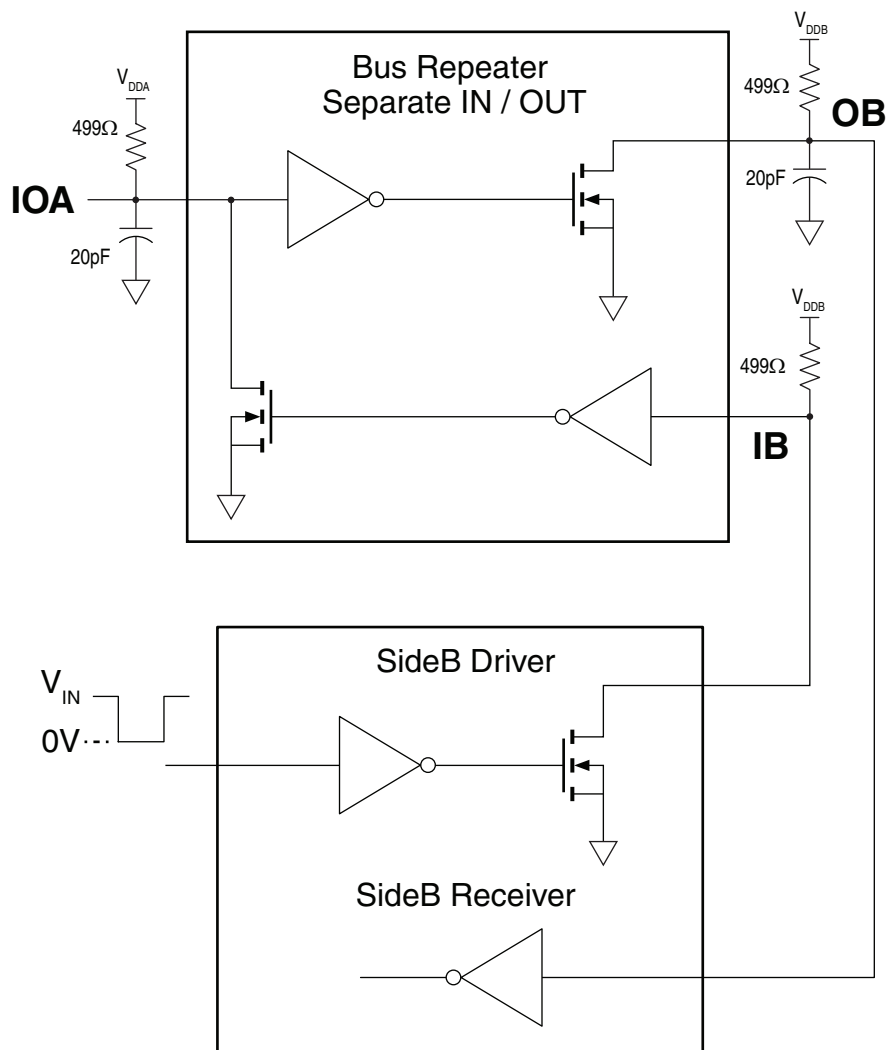 Bus Repeater
Separate IN / OUT
VDDA
499Ω
IOA
20pF
VDDB
499Ω
OB
20pF
VDDB
499Ω
IB
SideB Driver
VIN
0V
SideB Receiver